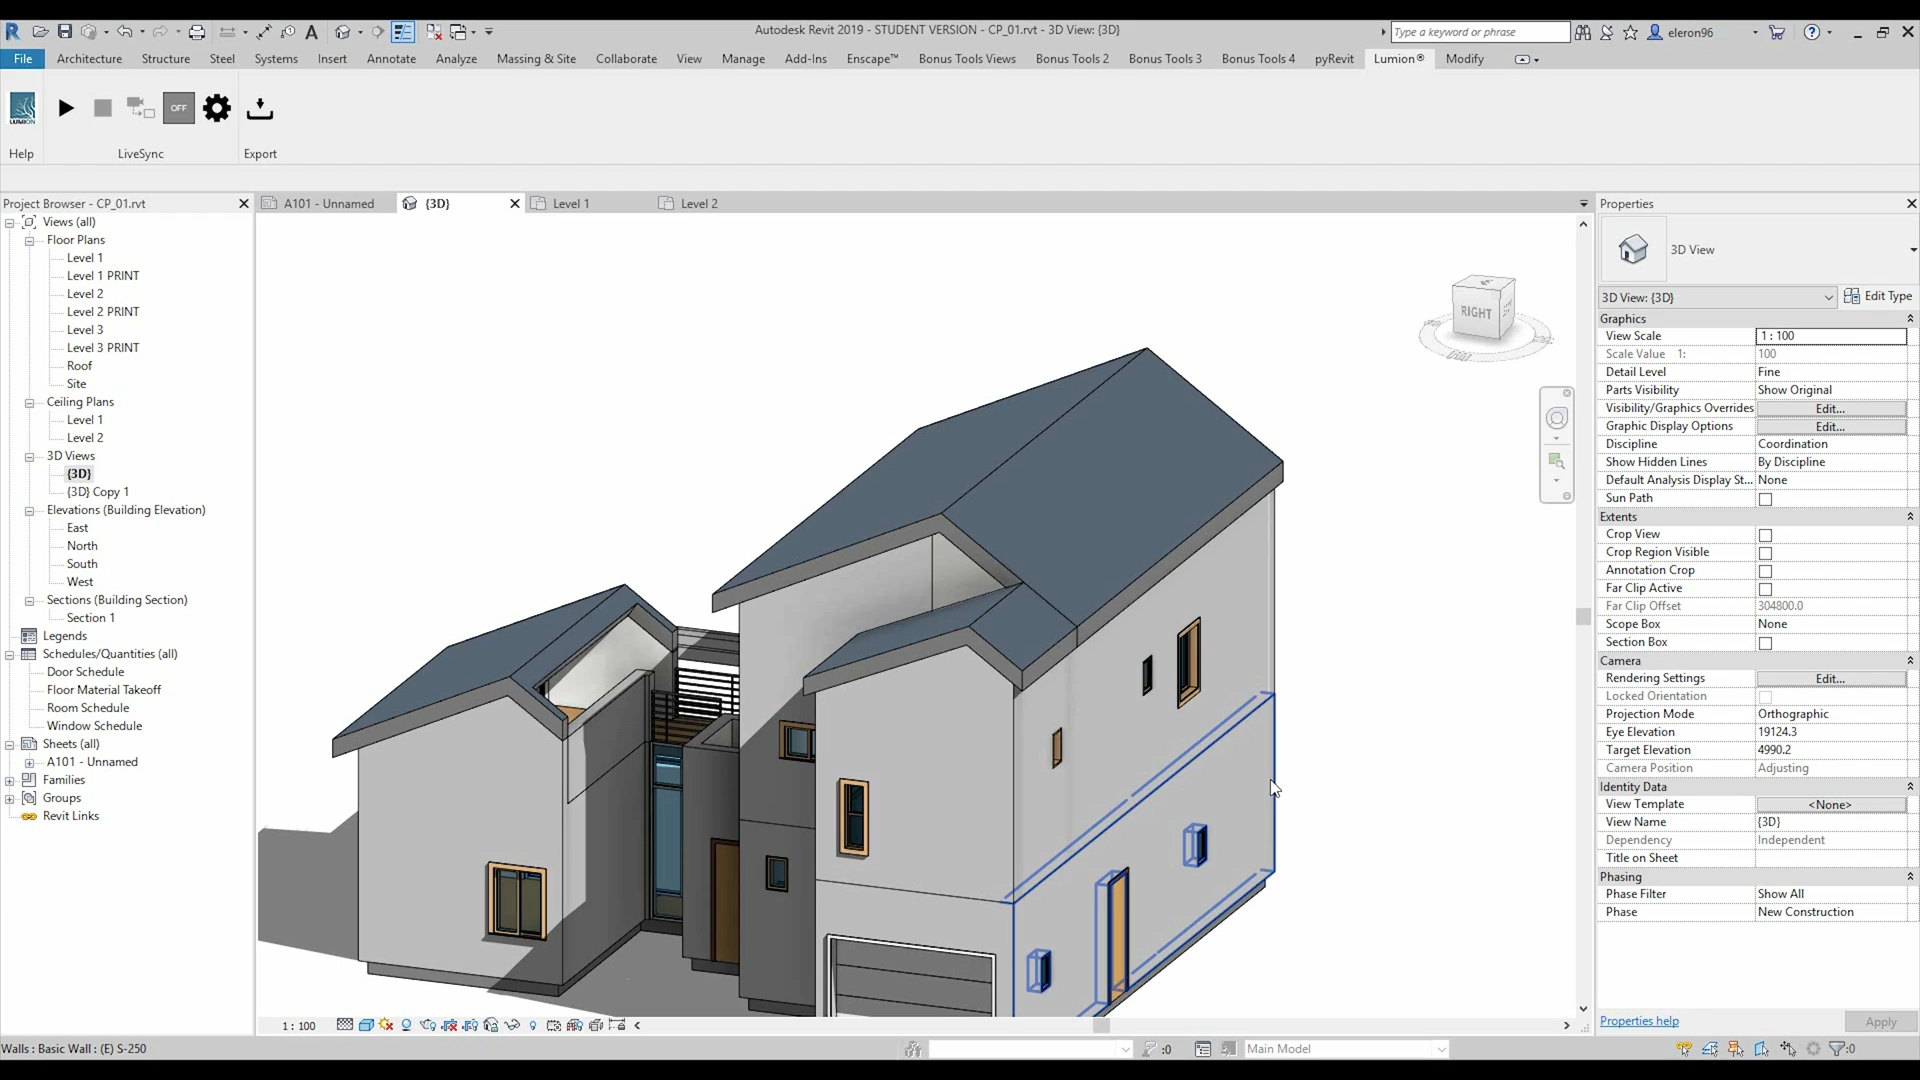 Autodesk Revit 2019 - STUDENT VERSION - CP_01.rvt - 3D View: {3D}
Type a keyword or phrase
eleron96
File Architecture Structure Steel Systems Insert Annotate Analyze Massing & Site Collaborate View Manage Add-Ins Enscape™ Bonus Tools Views Bonus Tools 2 Bonus Tools 3 Bonus Tools 4 pyRevit Lumion® Modify
LUMION
OFF
Help LiveSync Export
Project Browser - CP_01.rvt
Views (all)
Floor Plans
Level 1
Level 1 PRINT
Level 2
Level 2 PRINT
Level 3
Level 3 PRINT
Roof
Site
Ceiling Plans
Level 1
Level 2
3D Views
{3D}
{3D} Copy 1
Elevations (Building Elevation)
East
North
South
West
Sections (Building Section)
Section 1
Legends
Schedules/Quantities (all)
Door Schedule
Floor Material Takeoff
Room Schedule
Window Schedule
Sheets (all)
A101 - Unnamed
Families
Groups
Revit Links
A101 - Unnamed {3D} Level 1 Level 2
RIGHT
Properties
3D View
3D View: {3D} Edit Type
Graphics
View Scale 1 : 100
Scale Value 1: 100
Detail Level Fine
Parts Visibility Show Original
Visibility/Graphics Overrides Edit...
Graphic Display Options Edit...
Discipline Coordination
Show Hidden Lines By Discipline
Default Analysis Display St... None
Sun Path
Extents
Crop View
Crop Region Visible
Annotation Crop
Far Clip Active
Far Clip Offset 304800.0
Scope Box None
Section Box
Camera
Rendering Settings Edit...
Locked Orientation
Projection Mode Orthographic
Eye Elevation 19124.3
Target Elevation 4990.2
Camera Position Adjusting
Identity Data
View Template <None>
View Name {3D}
Dependency Independent
Title on Sheet
Phasing
Phase Filter Show All
Phase New Construction
Properties help Apply
1 : 100
Walls : Basic Wall : (E) S-250
:0
Main Model
:0